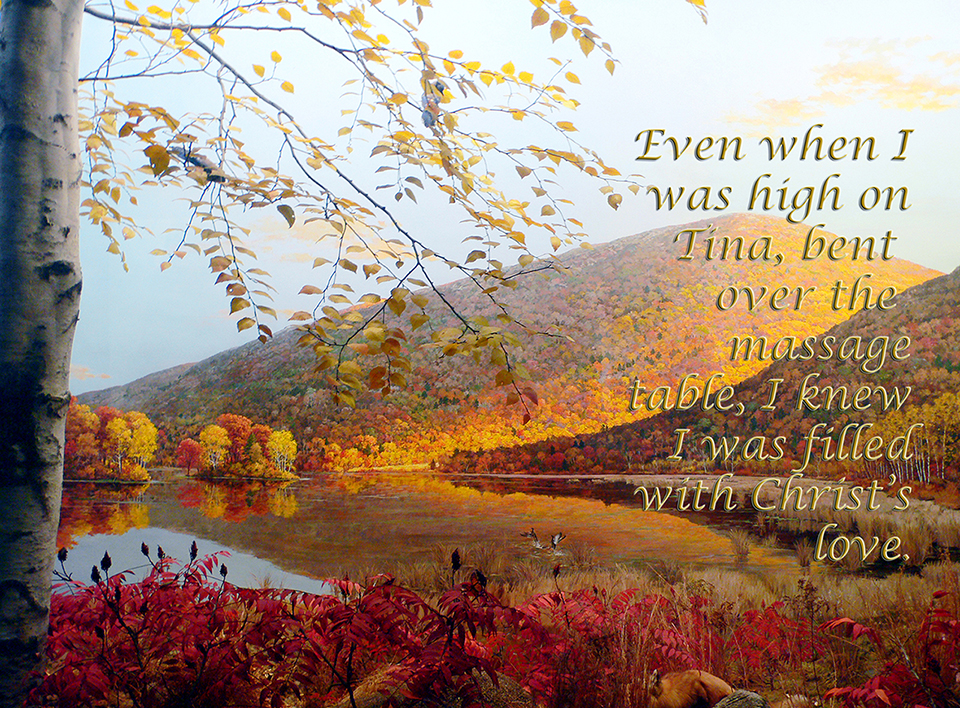 Even when I
was high on
Tina, bent
over the
massage
table, I knew
I was filled
with Christ's
love.